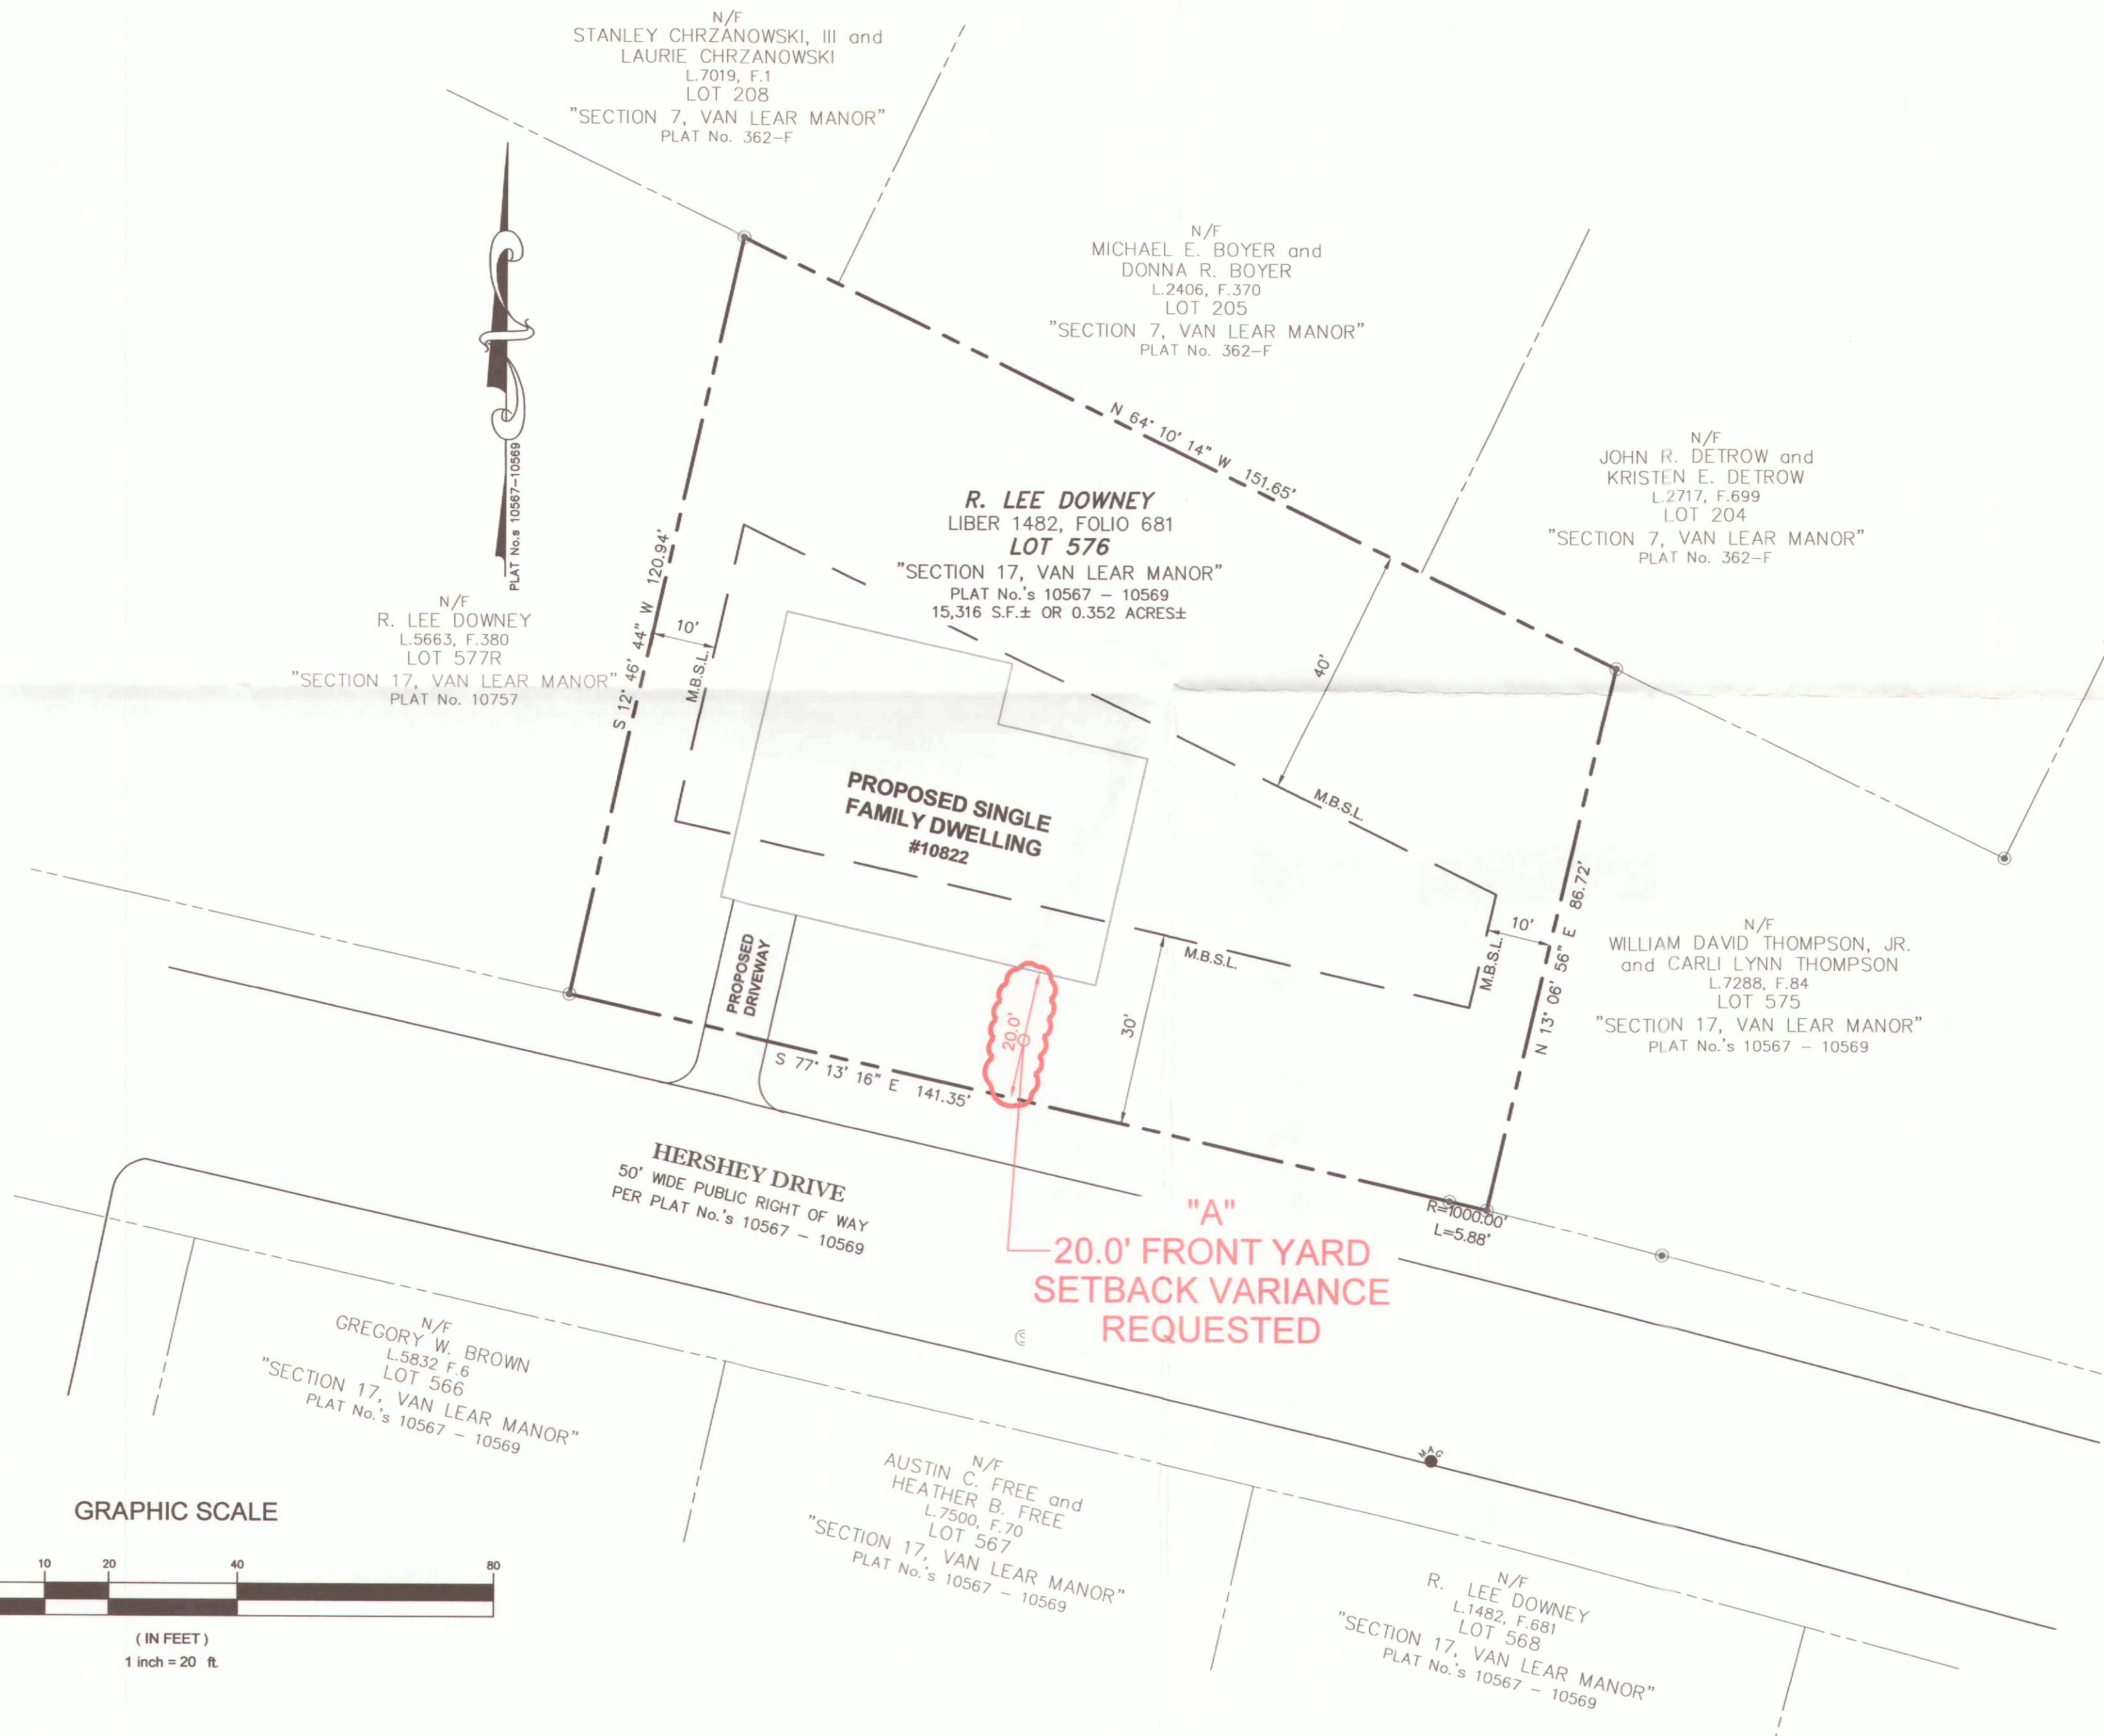 N/F
STANLEY CHRZANOWSKI, III and
LAURIE CHRZANOWSKI
L.7019, F.1
LOT 208
"SECTION 7, VAN LEAR MANOR"
PLAT No. 362-F
N/F
MICHAEL E. BOYER and
DONNA R. BOYER
L.2406, F.370
LOT 205
"SECTION 7, VAN LEAR MANOR"
PLAT No. 362-F
N/F
JOHN R. DETROW and
KRISTEN E. DETROW
L.2717, F.699
LOT 204
"SECTION 7, VAN LEAR MANOR"
PLAT No. 362-F
PLAT No.s 10567-10569
N 64° 10' 14" W 151.65'
R. LEE DOWNEY
LIBER 1482, FOLIO 681
LOT 576
"SECTION 17, VAN LEAR MANOR"
PLAT No.'s 10567 - 10569
15,316 S.F.± OR 0.352 ACRES±
N/F
R. LEE DOWNEY
L.5663, F.380
LOT 577R
"SECTION 17, VAN LEAR MANOR"
PLAT No. 10757
S 12° 46' 44" W 120.94'
10'
M.B.S.L.
40'
M.B.S.L.
PROPOSED SINGLE
FAMILY DWELLING
#10822
10'
M.B.S.L.
N 13° 06' 56" E 86.72'
N/F
WILLIAM DAVID THOMPSON, JR.
and CARLI LYNN THOMPSON
L.7288, F.84
LOT 575
"SECTION 17, VAN LEAR MANOR"
PLAT No.'s 10567 - 10569
M.B.S.L.
30'
PROPOSED
DRIVEWAY
20.0'
S 77° 13' 16" E 141.35'
R=1000.00'
L=5.88'
HERSHEY DRIVE
50' WIDE PUBLIC RIGHT OF WAY
PER PLAT No.'s 10567 - 10569
"A"
20.0' FRONT YARD
SETBACK VARIANCE
REQUESTED
S
MAG
N/F
GREGORY W. BROWN
L.5832 F.6
LOT 566
"SECTION 17, VAN LEAR MANOR"
PLAT No.'s 10567 - 10569
N/F
AUSTIN C. FREE and
HEATHER B. FREE
L.7500, F.70
LOT 567
"SECTION 17, VAN LEAR MANOR"
PLAT No.'s 10567 - 10569
N/F
R. LEE DOWNEY
L.1482, F.681
LOT 568
"SECTION 17, VAN LEAR MANOR"
PLAT No.'s 10567 - 10569
GRAPHIC SCALE
10 20 40 80
( IN FEET )
1 inch = 20 ft.